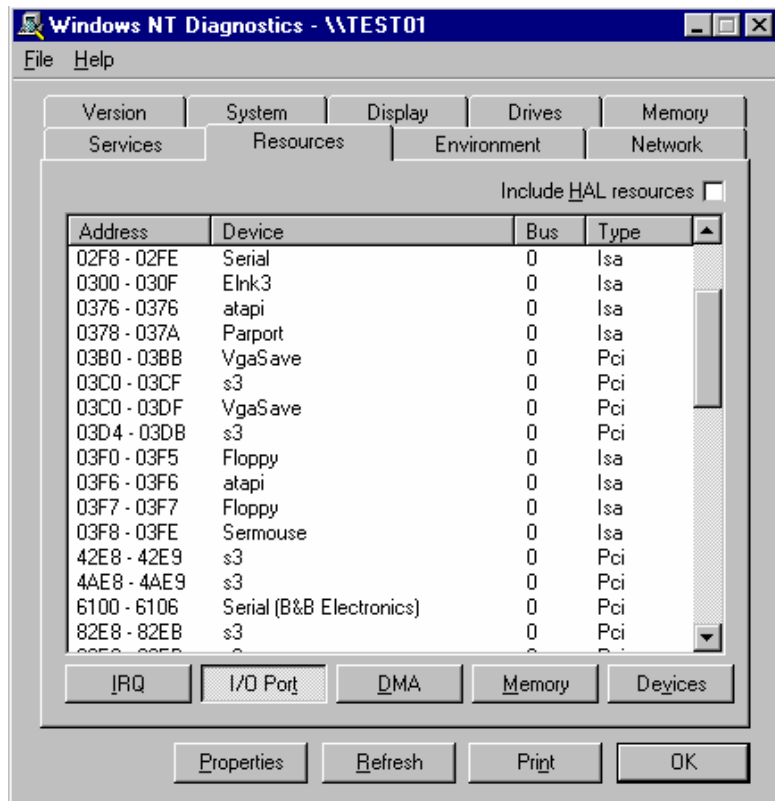 Windows NT Diagnostics - \\TEST01
File Help
Version System Display Drives Memory
Services Resources Environment Network
Include HAL resources
Address Device Bus Type
02F8 - 02FE Serial 0 Isa
0300 - 030F Elnk3 0 Isa
0376 - 0376 atapi 0 Isa
0378 - 037A Parport 0 Isa
03B0 - 03BB VgaSave 0 Pci
03C0 - 03CF s3 0 Pci
03C0 - 03DF VgaSave 0 Pci
03D4 - 03DB s3 0 Pci
03F0 - 03F5 Floppy 0 Isa
03F6 - 03F6 atapi 0 Isa
03F7 - 03F7 Floppy 0 Isa
03F8 - 03FE Sermouse 0 Isa
42E8 - 42E9 s3 0 Pci
4AE8 - 4AE9 s3 0 Pci
6100 - 6106 Serial (B&B Electronics) 0 Pci
82E8 - 82EB s3 0 Pci
IRQ I/O Port DMA Memory Devices
Properties Refresh Print OK